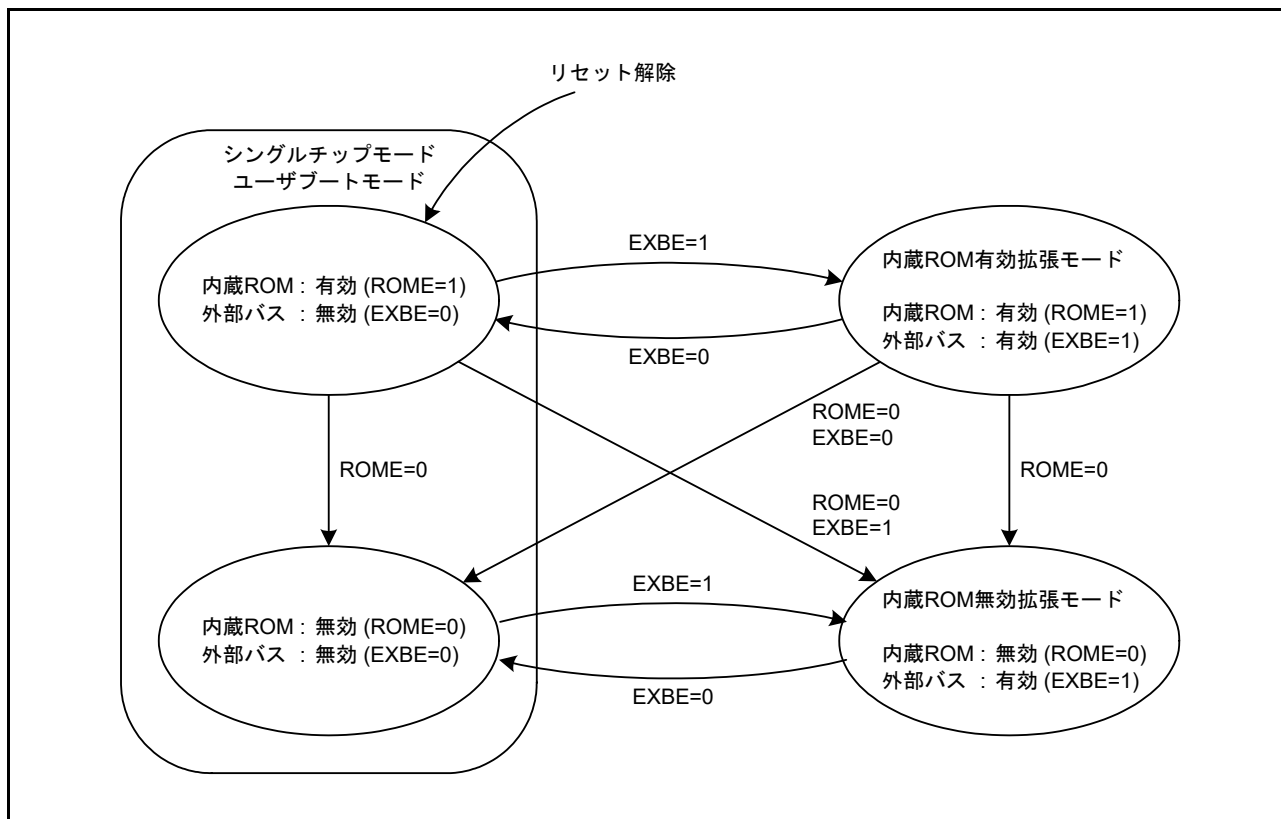 リセット解除
シングルチップモード
ユーザブートモード
内蔵ROM : 有効 (ROME=1)
外部バス : 無効 (EXBE=0)
EXBE=1
EXBE=0
内蔵ROM有効拡張モード
内蔵ROM : 有効 (ROME=1)
外部バス : 有効 (EXBE=1)
ROME=0
ROME=0
EXBE=0
ROME=0
EXBE=1
ROME=0
内蔵ROM : 無効 (ROME=0)
外部バス : 無効 (EXBE=0)
EXBE=1
EXBE=0
内蔵ROM無効拡張モード
内蔵ROM : 無効 (ROME=0)
外部バス : 有効 (EXBE=1)